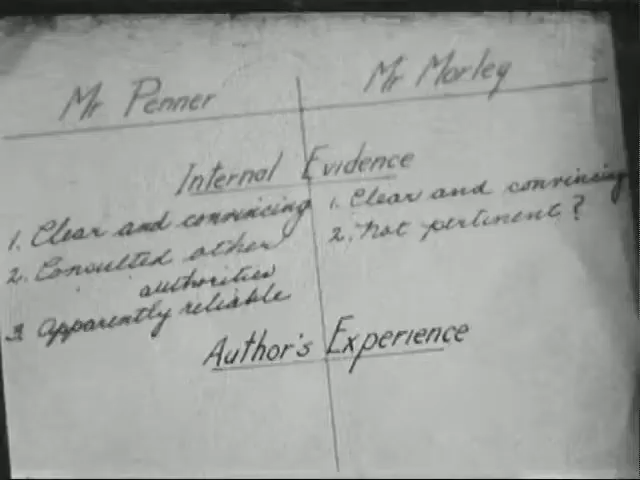 Mr Penner
Mr Morley
Internal Evidence
1. Clear and convincing
2. Consulted other
authorities
3. Apparently reliable
1. Clear and convincing
2. Not pertinent?
Author's Experience